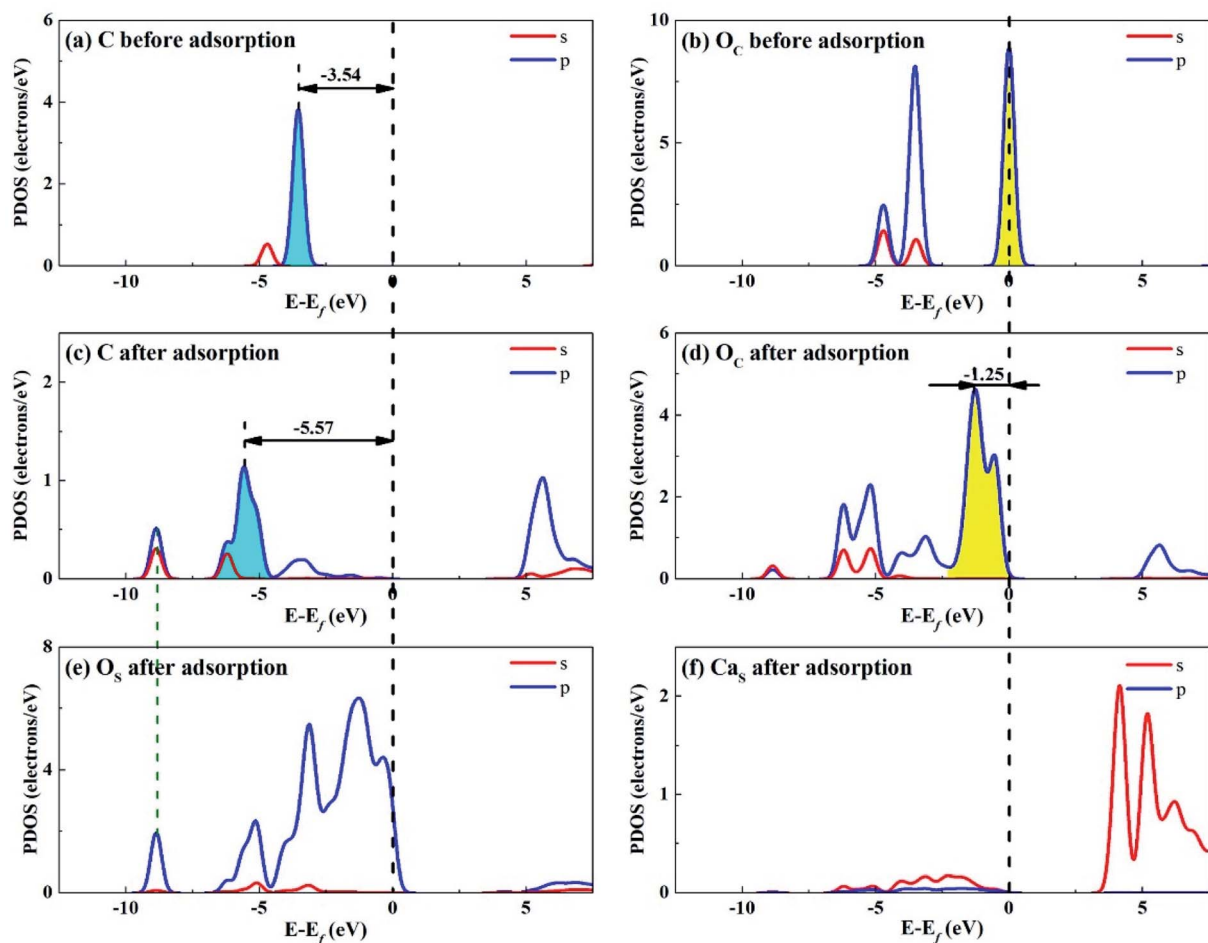 (a) C before adsorption
s
p
-3.54
PDOS (electrons/eV)
6
4
2
0
-10
-5
0
5
E-E_f (eV)
(b) O_C before adsorption
s
p
PDOS (electrons/eV)
10
5
0
-10
-5
0
5
E-E_f (eV)
(c) C after adsorption
s
p
-5.57
PDOS (electrons/eV)
2
1
0
-10
-5
0
5
E-E_f (eV)
(d) O_C after adsorption
s
p
-1.25
PDOS (electrons/eV)
6
4
2
0
-10
-5
0
5
E-E_f (eV)
(e) O_S after adsorption
s
p
PDOS (electrons/eV)
8
4
0
-10
-5
0
5
E-E_f (eV)
(f) Ca_S after adsorption
s
p
PDOS (electrons/eV)
2
1
0
-10
-5
0
5
E-E_f (eV)